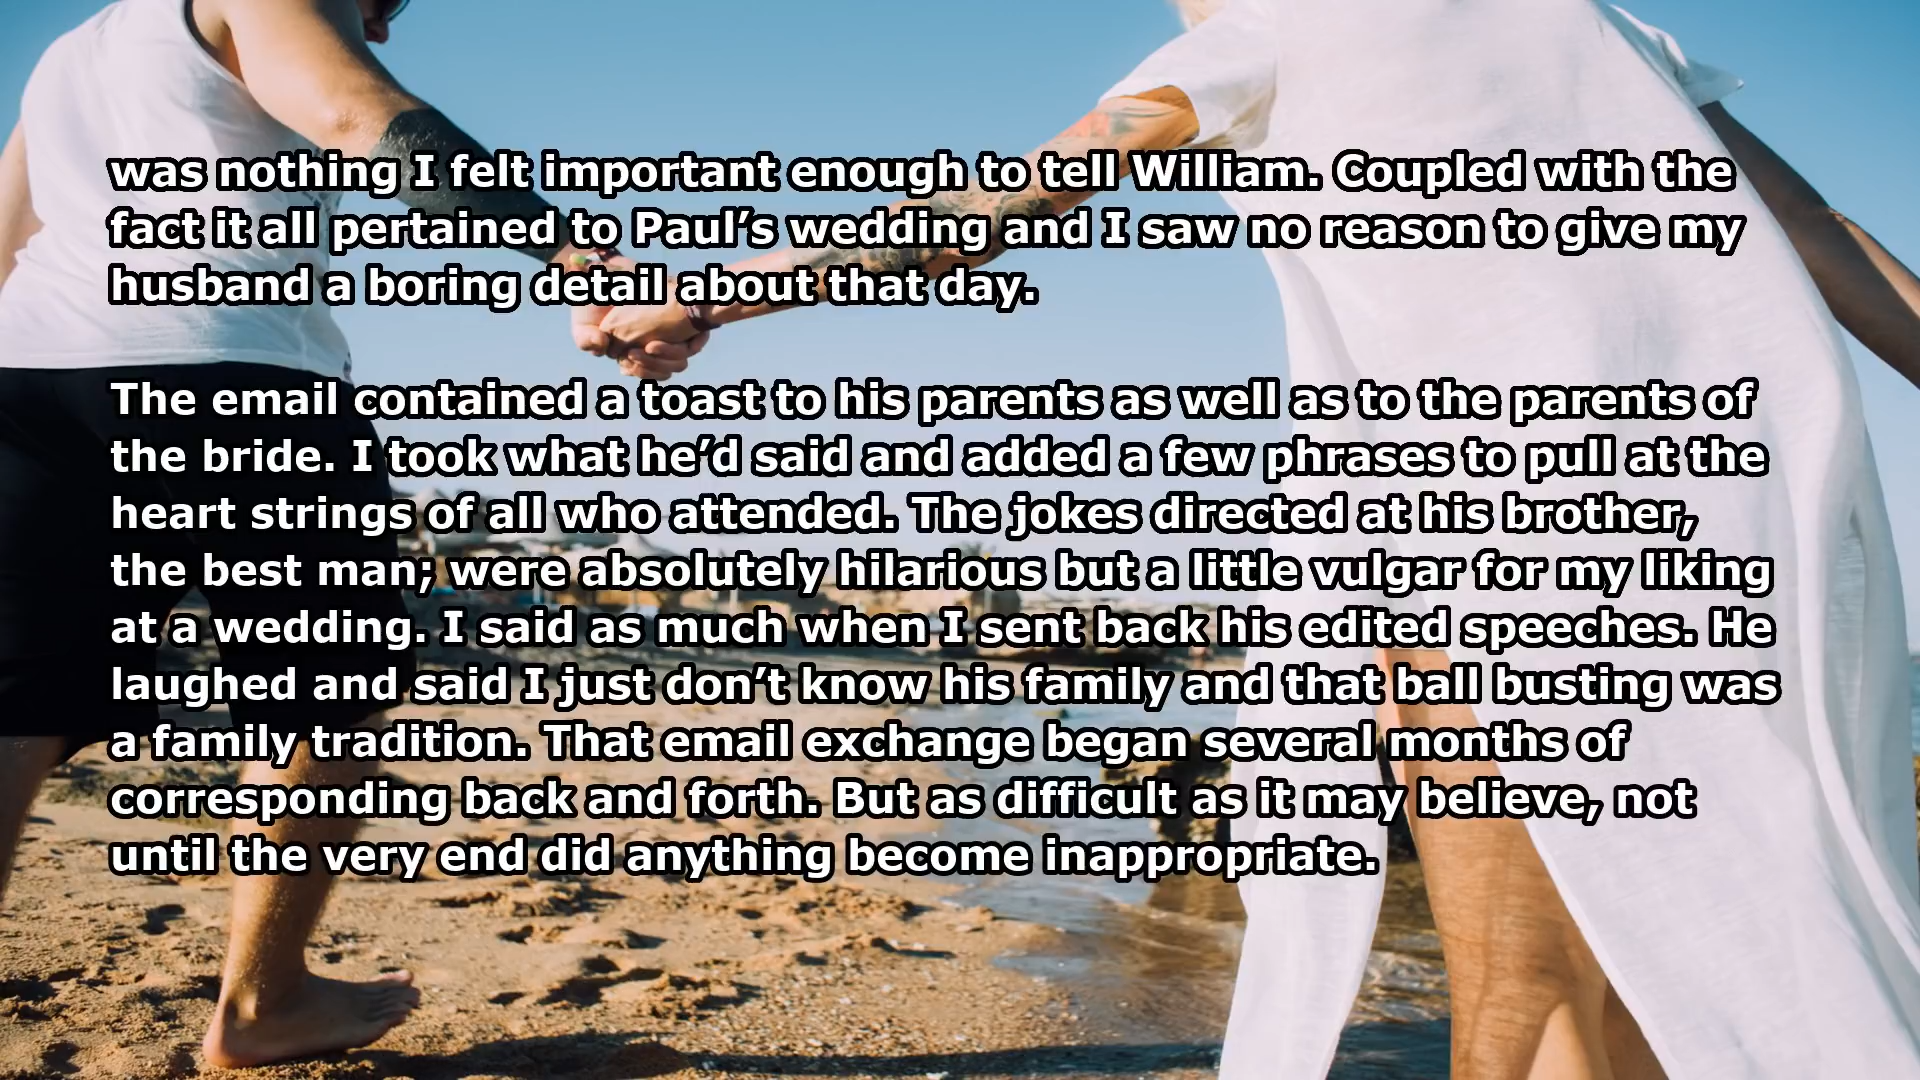 was nothing I felt important enough to tell William. Coupled with the
fact it all pertained to Paul’s wedding and I saw no reason to give my
husband a boring detail about that day.
The email contained a toast to his parents as well as to the parents of
the bride. I took what he’d said and added a few phrases to pull at the
heart strings of all who attended. The jokes directed at his brother,
the best man; were absolutely hilarious but a little vulgar for my liking
at a wedding. I said as much when I sent back his edited speeches. He
laughed and said I just don’t know his family and that ball busting was
a family tradition. That email exchange began several months of
corresponding back and forth. But as difficult as it may believe, not
until the very end did anything become inappropriate.